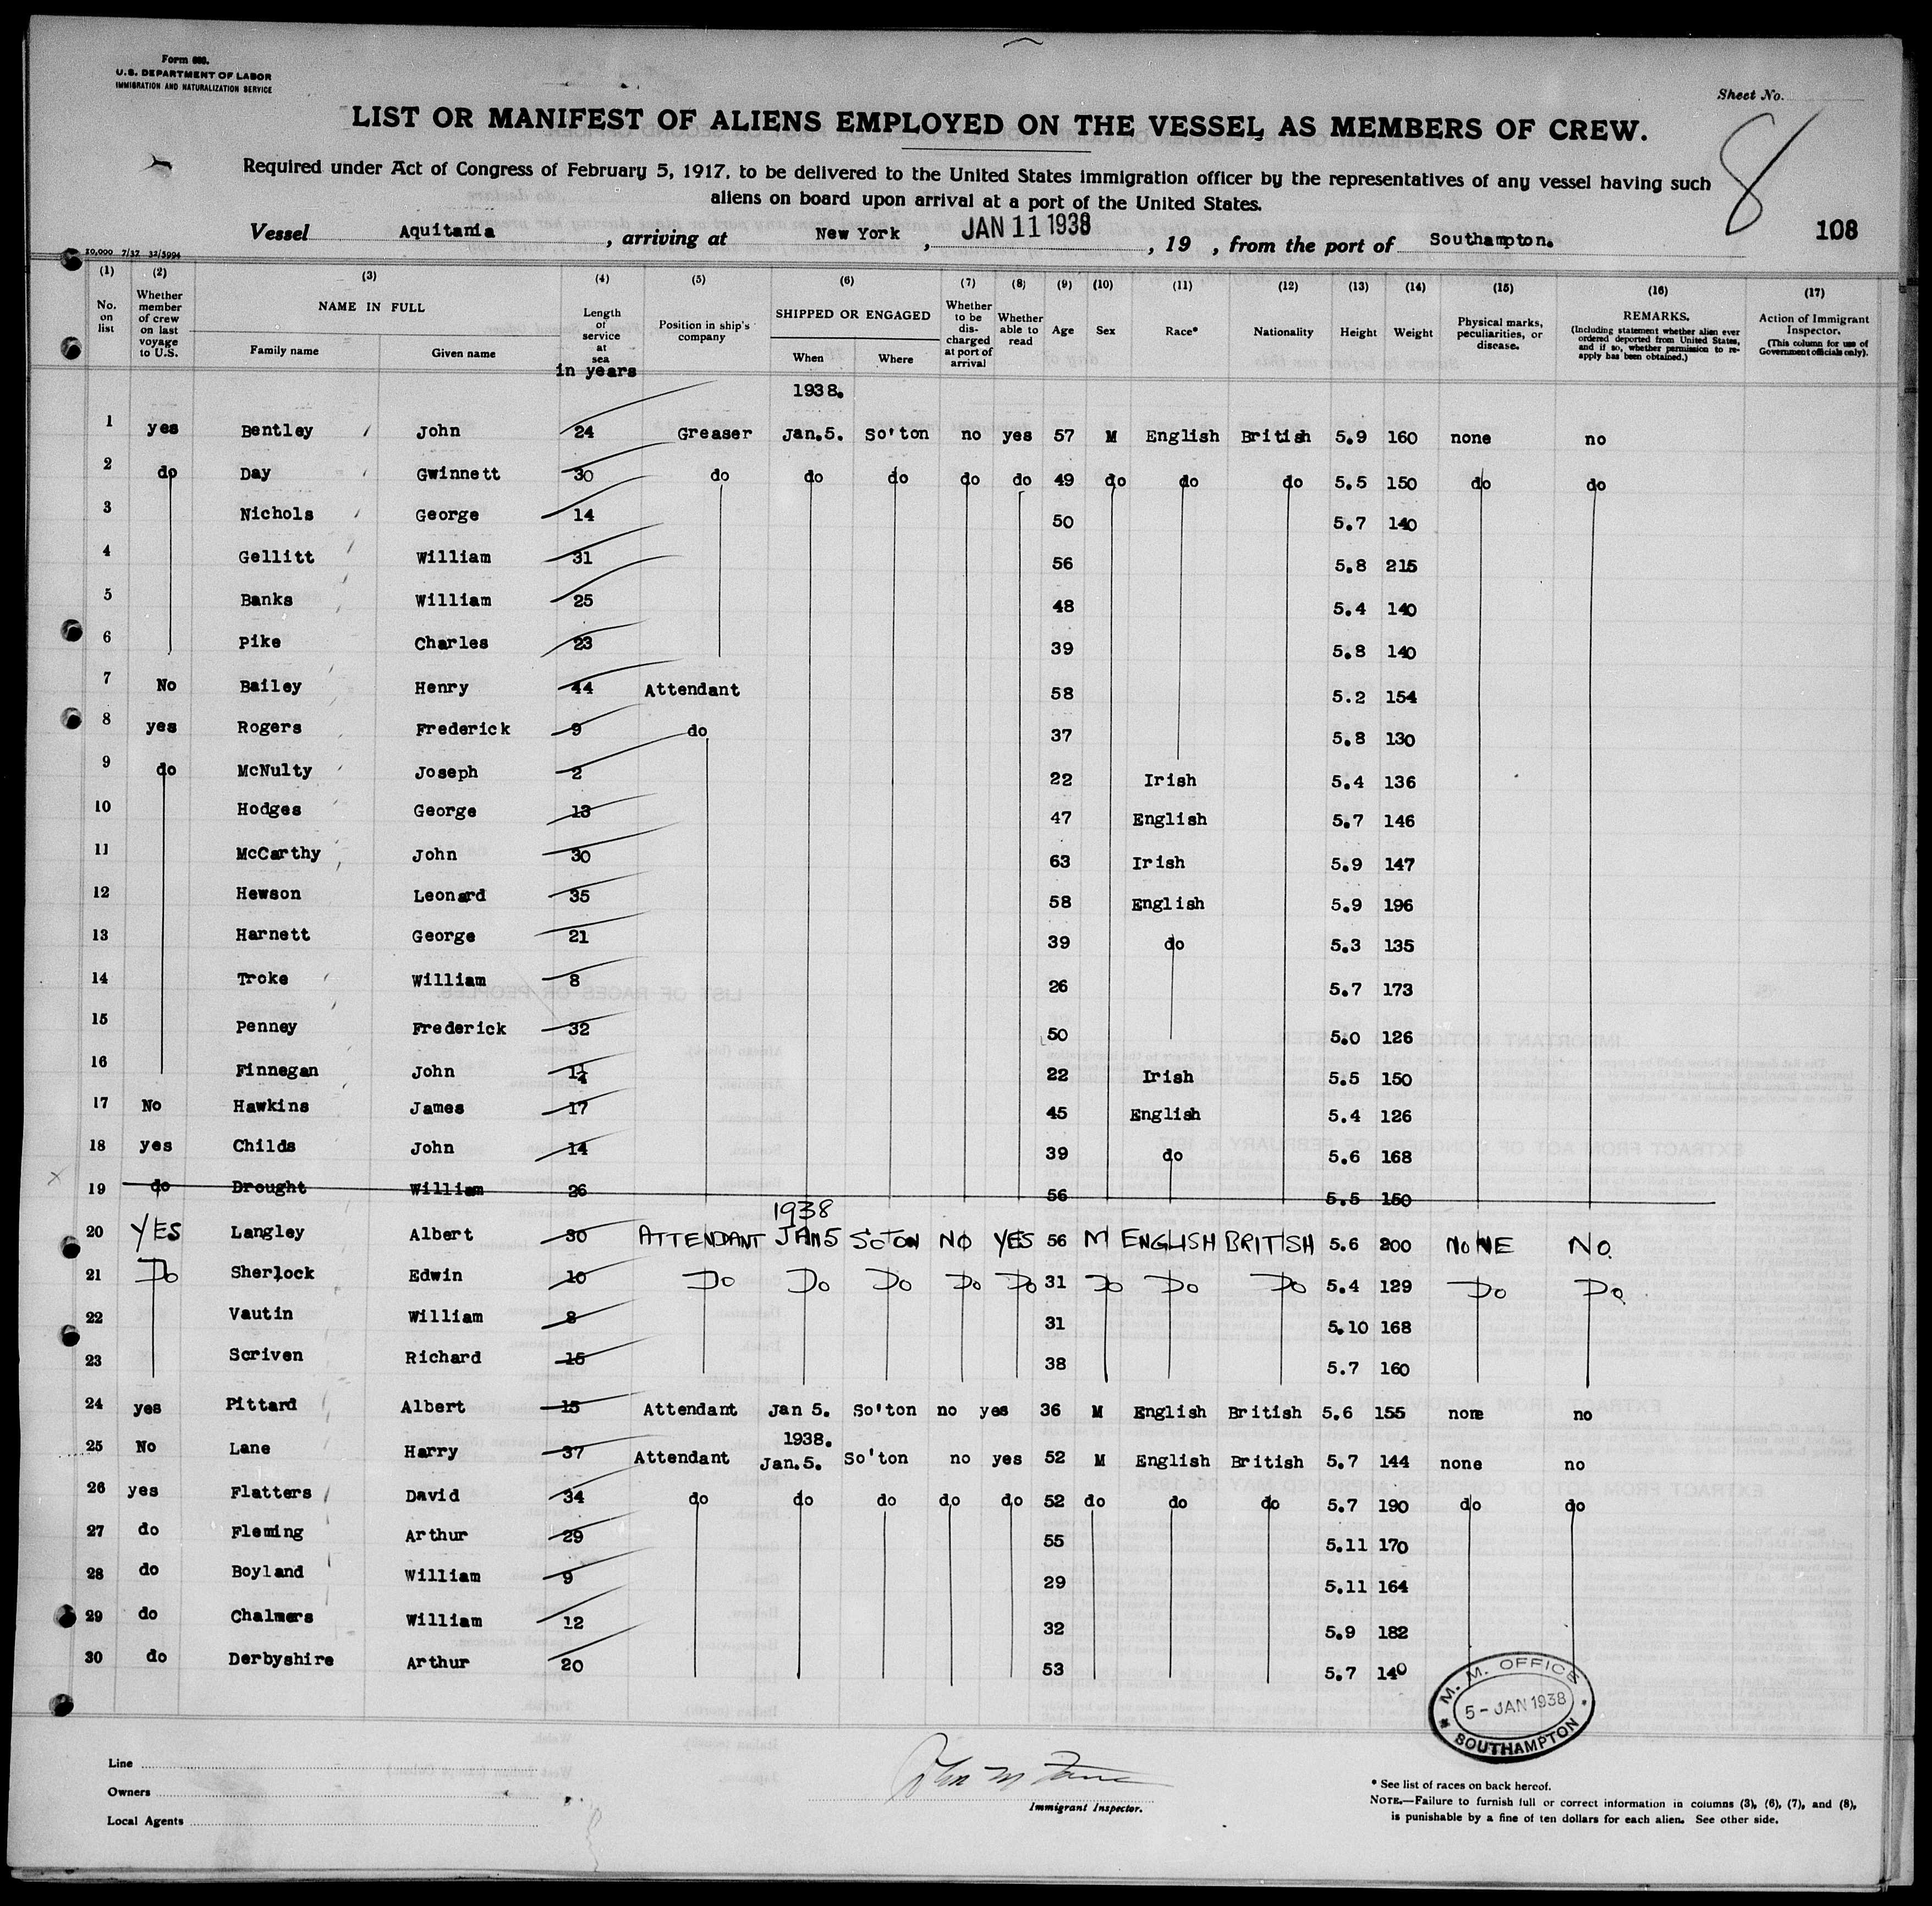 Form 680.
U.S. DEPARTMENT OF LABOR
IMMIGRATION AND NATURALIZATION SERVICE
Sheet No.
8
LIST OR MANIFEST OF ALIENS EMPLOYED ON THE VESSEL AS MEMBERS OF CREW.
Required under Act of Congress of February 5, 1917, to be delivered to the United States immigration officer by the representatives of any vessel having such
aliens on board upon arrival at a port of the United States.
Vessel Aquitania, arriving at New York, JAN 11 1938, 19 , from the port of Southampton.
108
10,000 7/37 32/5994
(1) No. on list (2) Whether member of crew on last voyage to U.S. (3) NAME IN FULL Family name Given name (4) Length of service at sea in years (5) Position in ship's company (6) SHIPPED OR ENGAGED When Where (7) Whether to be discharged at port of arrival (8) Whether able to read (9) Age (10) Sex (11) Race* (12) Nationality (13) Height (14) Weight (15) Physical marks, peculiarities, or disease. (16) REMARKS. (Including statement whether alien ever ordered deported from United States, and if so, whether permission to re-apply has been obtained.) (17) Action of Immigrant Inspector. (This column for use of Government officials only).
1938.
1 yes Bentley John 24 Greaser Jan.5. So'ton no yes 57 M English British 5.9 160 none no
2 do Day Gwinnett 30 do do do do do 49 do do do 5.5 150 do do
3 Nichols George 14 50 5.7 140
4 Gellitt William 31 56 5.8 215
5 Banks William 25 48 5.4 140
6 Pike Charles 23 39 5.8 140
7 No Bailey Henry 44 Attendant 58 5.2 154
8 yes Rogers Frederick 9 do 37 5.8 130
9 do McNulty Joseph 2 22 Irish 5.4 136
10 Hodges George 13 47 English 5.7 146
11 McCarthy John 30 63 Irish 5.9 147
12 Hewson Leonard 35 58 English 5.9 196
13 Harnett George 21 39 do 5.3 135
14 Troke William 8 26 5.7 173
15 Penney Frederick 32 50 5.0 126
16 Finnegan John 22 Irish 5.5 150
17 No Hawkins James 17 45 English 5.4 126
18 yes Childs John 14 39 do 5.6 168
19 do Drought William 26 56 5.5 150
1938
20 YES Langley Albert 30 ATTENDANT JAN5 SoTON NO YES 56 M ENGLISH BRITISH 5.6 200 NONE NO.
21 Do Sherlock Edwin 10 Do Do Do Do Do 31 Do Do Do 5.4 129 Do Do
22 Vautin William 8 31 5.10 168
23 Scriven Richard 15 38 5.7 160
24 yes Pittard Albert 15 Attendant Jan 5. So'ton no yes 36 M English British 5.6 155 none no
1938.
25 No Lane Harry 37 Attendant Jan.5. So'ton no yes 52 M English British 5.7 144 none no
26 yes Flatters David 34 do do do do do 52 do do do 5.7 190 do do
27 do Fleming Arthur 29 55 5.11 170
28 do Boyland William 9 29 5.11 164
29 do Chalmers William 12 32 5.9 182
30 do Derbyshire Arthur 20 53 5.7 140
M. M. OFFICE
5 - JAN 1938
SOUTHAMPTON
Line
Owners
Local Agents
Immigrant Inspector.
* See list of races on back hereof.
NOTE.—Failure to furnish full or correct information in columns (3), (6), (7), and (8),
is punishable by a fine of ten dollars for each alien. See other side.